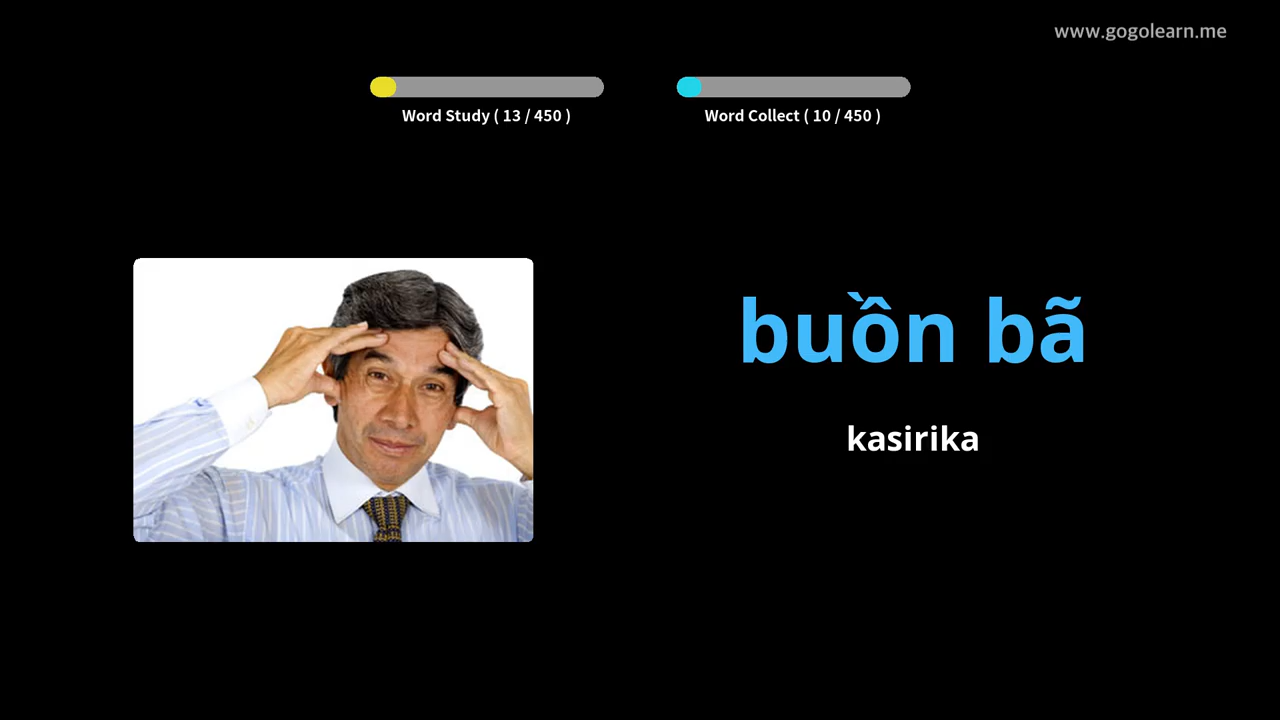 www.gogolearn.me
Word Study ( 13 / 450 )
Word Collect ( 10 / 450 )
buồn bã
kasirika